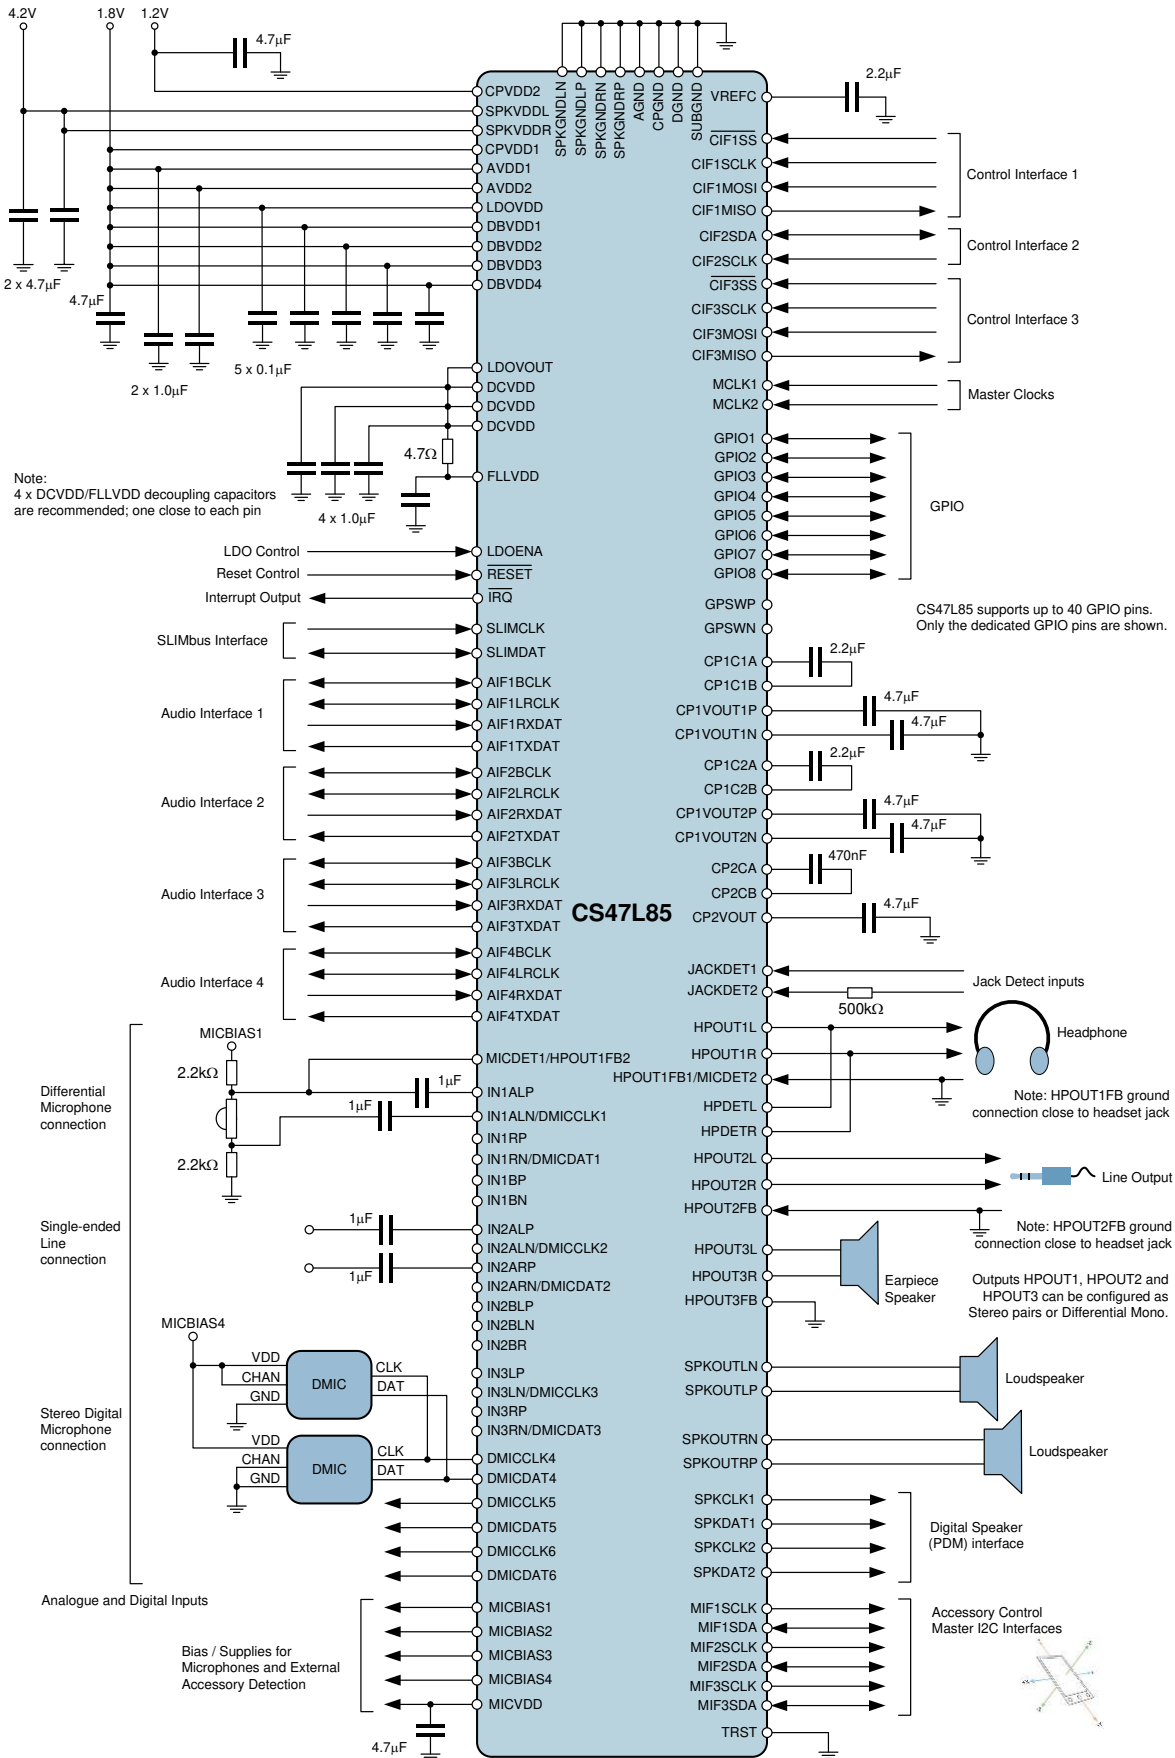 4.2V
1.8V
1.2V
4.7µF
2.2µF
SPKGNDLN
SPKGNDLP
SPKGNDRN
SPKGNDRP
AGND
CPGND
DGND
SUBGND
CPVDD2
SPKVDDL
SPKVDDR
CPVDD1
AVDD1
AVDD2
LDOVDD
DBVDD1
DBVDD2
DBVDD3
DBVDD4
2 x 4.7µF
4.7µF
2 x 1.0µF
5 x 0.1µF
LDOVOUT
DCVDD
DCVDD
DCVDD
4.7Ω
FLLVDD
4 x 1.0µF
Note:
4 x DCVDD/FLLVDD decoupling capacitors
are recommended; one close to each pin
LDO Control
LDOENA
Reset Control
RESET
Interrupt Output
IRQ
SLIMbus Interface
SLIMCLK
SLIMDAT
Audio Interface 1
AIF1BCLK
AIF1LRCLK
AIF1RXDAT
AIF1TXDAT
Audio Interface 2
AIF2BCLK
AIF2LRCLK
AIF2RXDAT
AIF2TXDAT
Audio Interface 3
AIF3BCLK
AIF3LRCLK
AIF3RXDAT
AIF3TXDAT
Audio Interface 4
AIF4BCLK
AIF4LRCLK
AIF4RXDAT
AIF4TXDAT
CS47L85
MICBIAS1
2.2kΩ
MICDET1/HPOUT1FB2
1µF
IN1ALP
1µF
IN1ALN/DMICCLK1
IN1RP
2.2kΩ
IN1RN/DMICDAT1
IN1BP
IN1BN
Differential
Microphone
connection
Single-ended
Line
connection
1µF
IN2ALP
IN2ALN/DMICCLK2
IN2ARP
1µF
IN2ARN/DMICDAT2
IN2BLP
IN2BLN
IN2BR
MICBIAS4
VDD
CHAN
GND
DMIC
CLK
DAT
IN3LP
IN3LN/DMICCLK3
IN3RP
IN3RN/DMICDAT3
Stereo Digital
Microphone
connection
VDD
CHAN
GND
DMIC
CLK
DAT
DMICCLK4
DMICDAT4
DMICCLK5
DMICDAT5
DMICCLK6
DMICDAT6
Analogue and Digital Inputs
Bias / Supplies for
Microphones and External
Accessory Detection
MICBIAS1
MICBIAS2
MICBIAS3
MICBIAS4
MICVDD
4.7µF
VREFC
CIF1SS
CIF1SCLK
CIF1MOSI
CIF1MISO
Control Interface 1
CIF2SDA
CIF2SCLK
Control Interface 2
CIF3SS
CIF3SCLK
CIF3MOSI
CIF3MISO
Control Interface 3
MCLK1
MCLK2
Master Clocks
GPIO1
GPIO2
GPIO3
GPIO4
GPIO5
GPIO6
GPIO7
GPIO8
GPIO
GPSWP
GPSWN
CS47L85 supports up to 40 GPIO pins.
Only the dedicated GPIO pins are shown.
CP1C1A
2.2µF
CP1C1B
CP1VOUT1P
4.7µF
CP1VOUT1N
4.7µF
CP1C2A
2.2µF
CP1C2B
CP1VOUT2P
4.7µF
CP1VOUT2N
4.7µF
CP2CA
470nF
CP2CB
CP2VOUT
4.7µF
JACKDET1
JACKDET2
500kΩ
Jack Detect inputs
HPOUT1L
HPOUT1R
HPOUT1FB1/MICDET2
HPDETL
HPDETR
Headphone
Note: HPOUT1FB ground
connection close to headset jack
HPOUT2L
HPOUT2R
HPOUT2FB
Line Output
Note: HPOUT2FB ground
connection close to headset jack
HPOUT3L
HPOUT3R
HPOUT3FB
Earpiece
Speaker
Outputs HPOUT1, HPOUT2 and
HPOUT3 can be configured as
Stereo pairs or Differential Mono.
SPKOUTLN
SPKOUTLP
Loudspeaker
SPKOUTRN
SPKOUTRP
Loudspeaker
SPKCLK1
SPKDAT1
SPKCLK2
SPKDAT2
Digital Speaker
(PDM) interface
MIF1SCLK
MIF1SDA
MIF2SCLK
MIF2SDA
MIF3SCLK
MIF3SDA
Accessory Control
Master I2C Interfaces
TRST